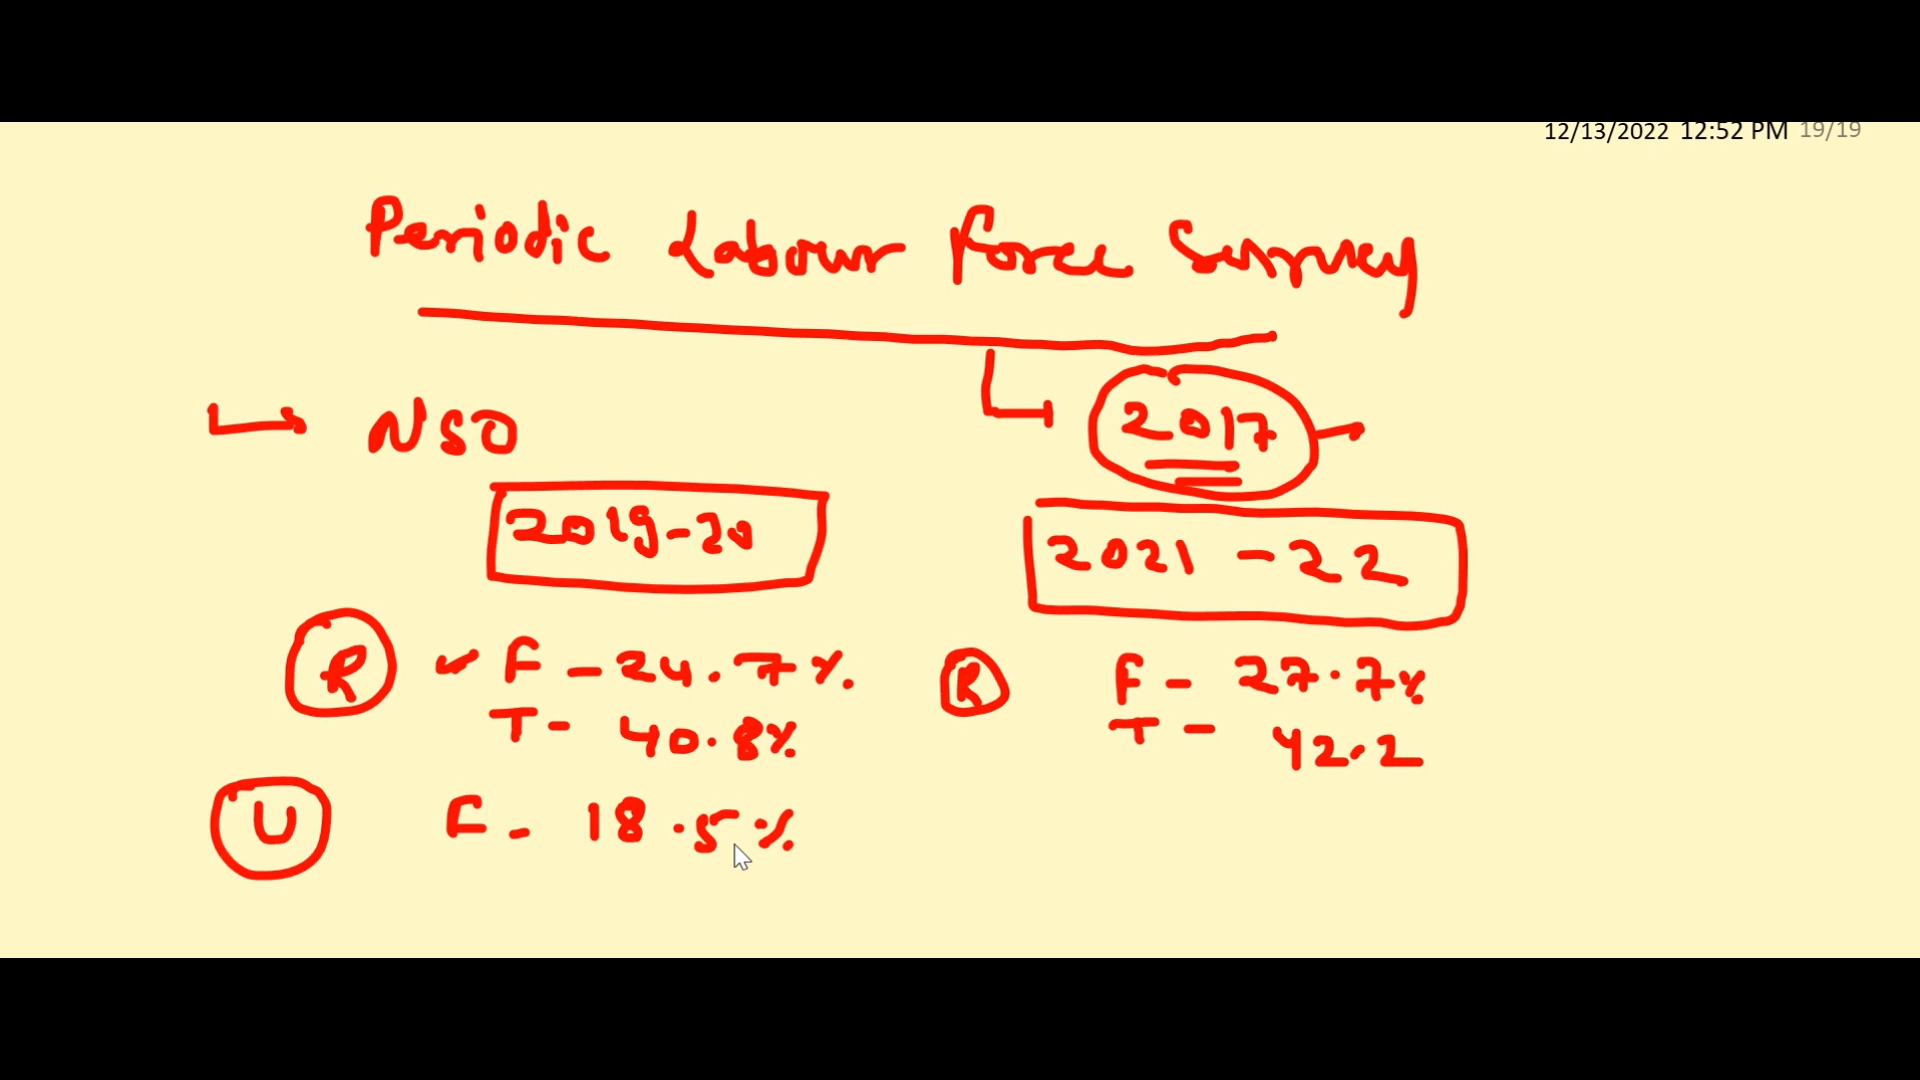 12/13/2022 12:52 PM 19/19
Periodic Labour Force Survey
NSO
2017
2019-20
2021-22
R F - 24.7%.
T - 40.8%
R F - 27.7%
T - 42.2
U F - 18.5%